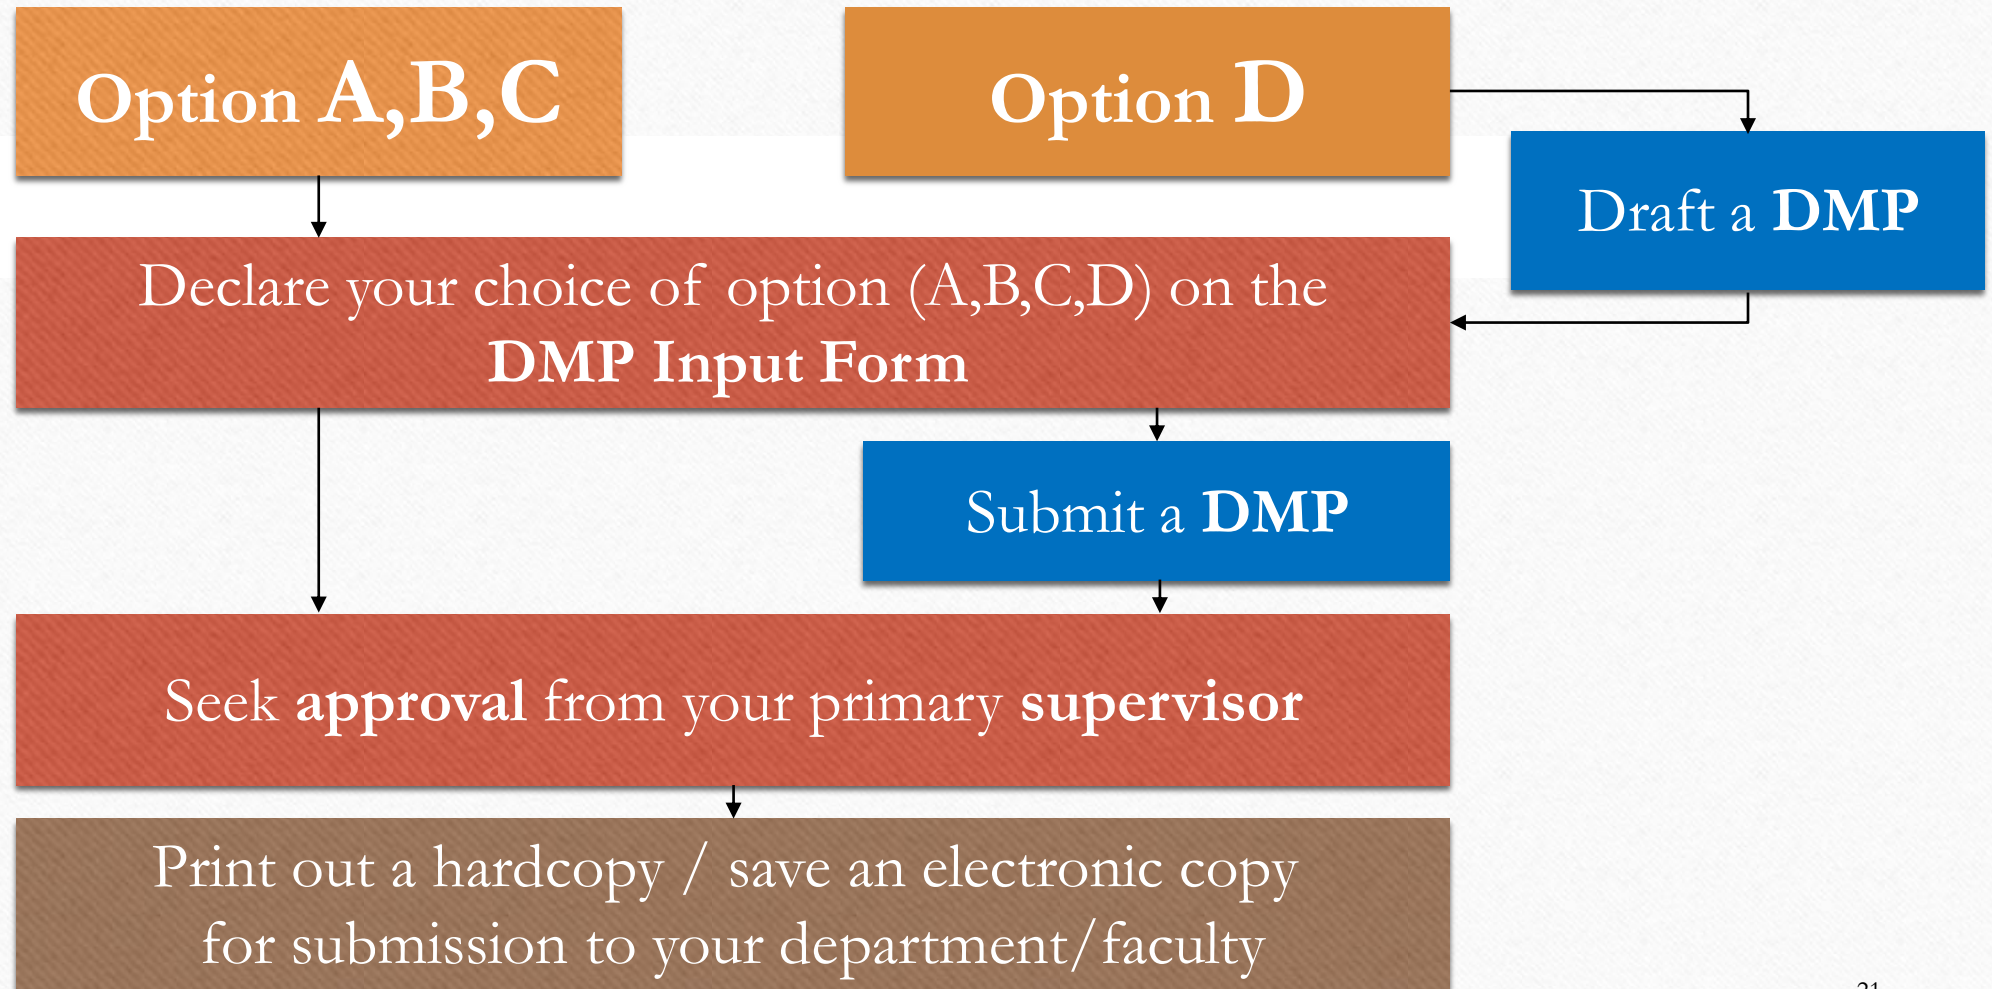 Option A,B,C
Option D
Draft a DMP
Declare your choice of option (A,B,C,D) on the
DMP Input Form
Submit a DMP
Seek approval from your primary supervisor
Print out a hardcopy / save an electronic copy
for submission to your department/faculty
21